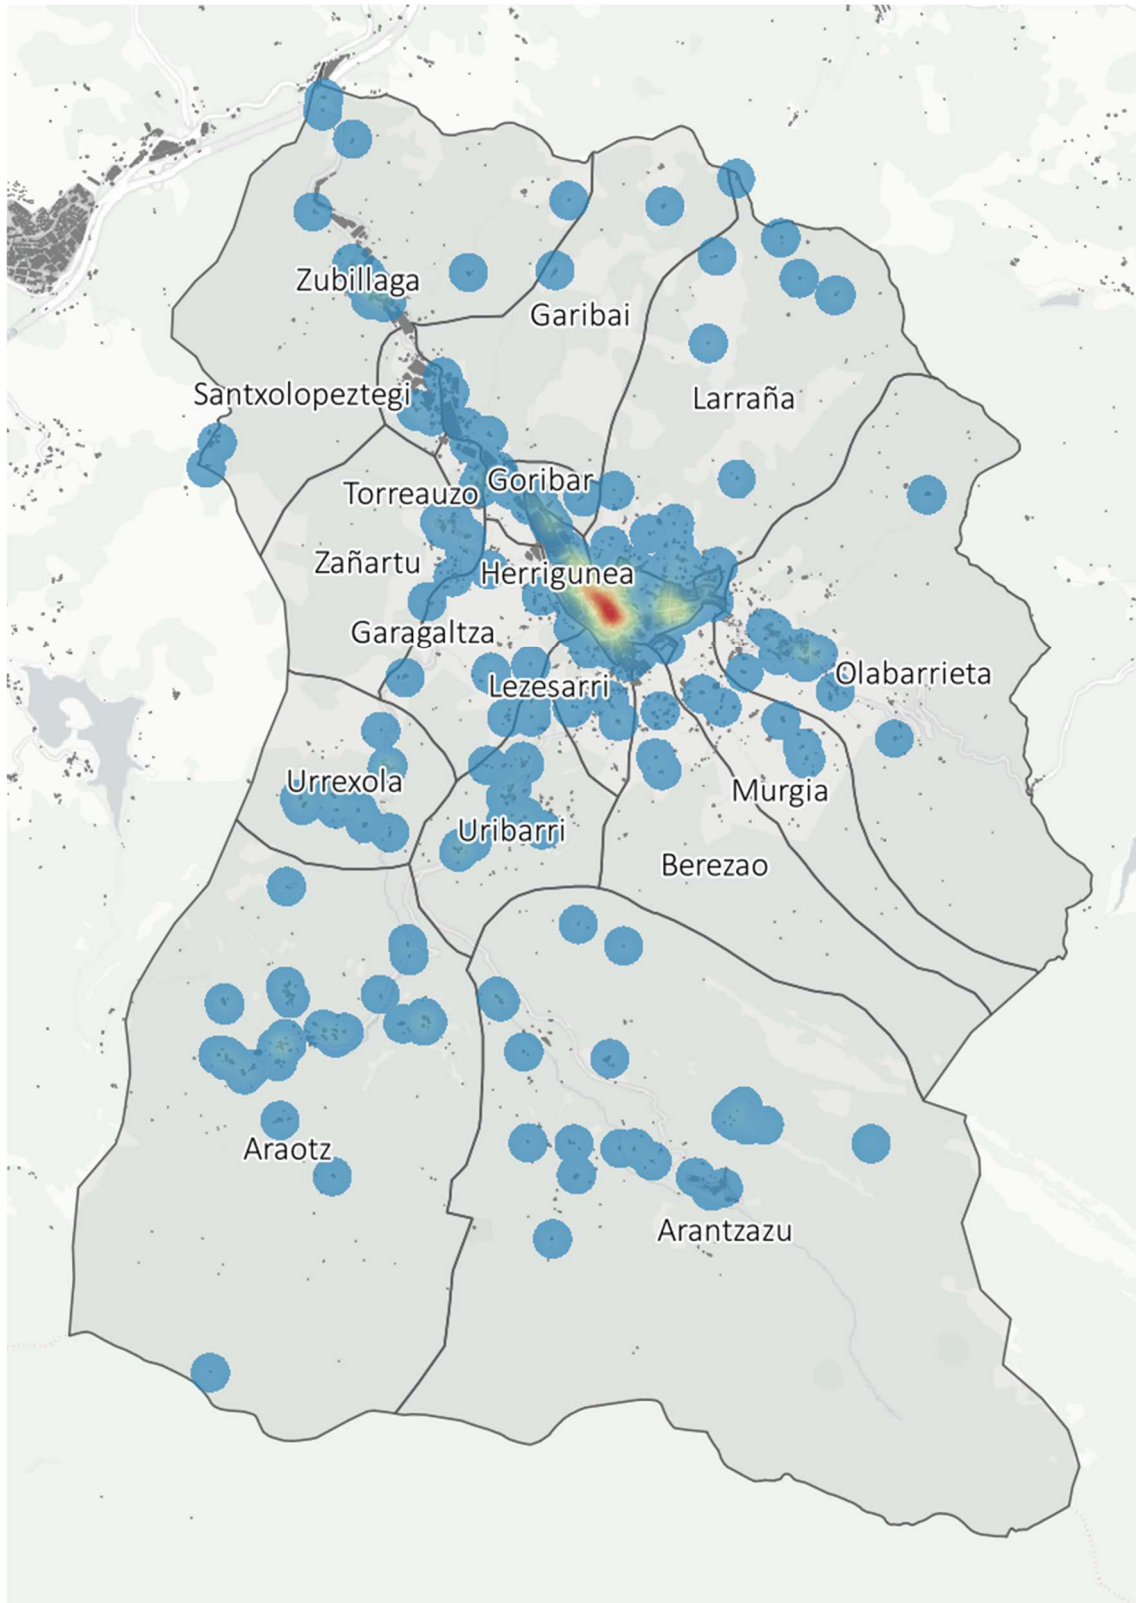 Zubillaga
Garibai
Santxolopeztegi
Larraña
Goribar
Torreauzo
Zañartu
Herrigunea
Garagaltza
Olabarrieta
Lezesarri
Urrexola
Murgia
Uribarri
Berezao
Araotz
Arantzazu